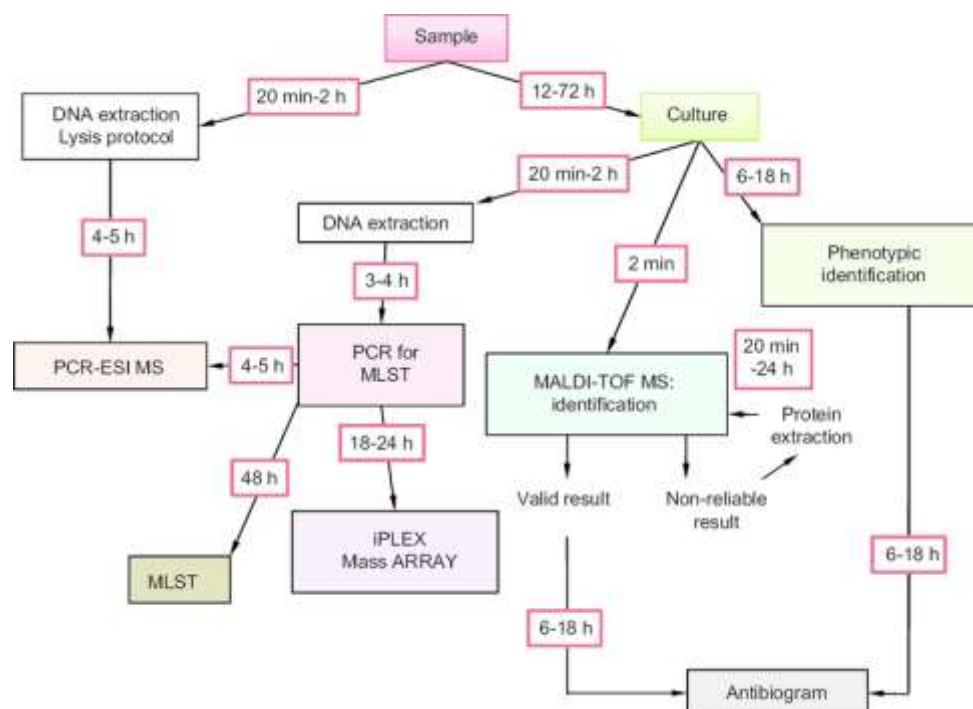 Sample
20 min-2 h
12-72 h
DNA extraction
Lysis protocol
Culture
20 min-2 h
6-18 h
DNA extraction
4-5 h
2 min
Phenotypic
identification
3-4 h
PCR-ESI MS
4-5 h
PCR for
MLST
20 min
-24 h
MALDI-TOF MS:
identification
Protein
extraction
18-24 h
48 h
Valid result
Non-reliable
result
iPLEX
Mass ARRAY
6-18 h
MLST
6-18 h
Antibiogram